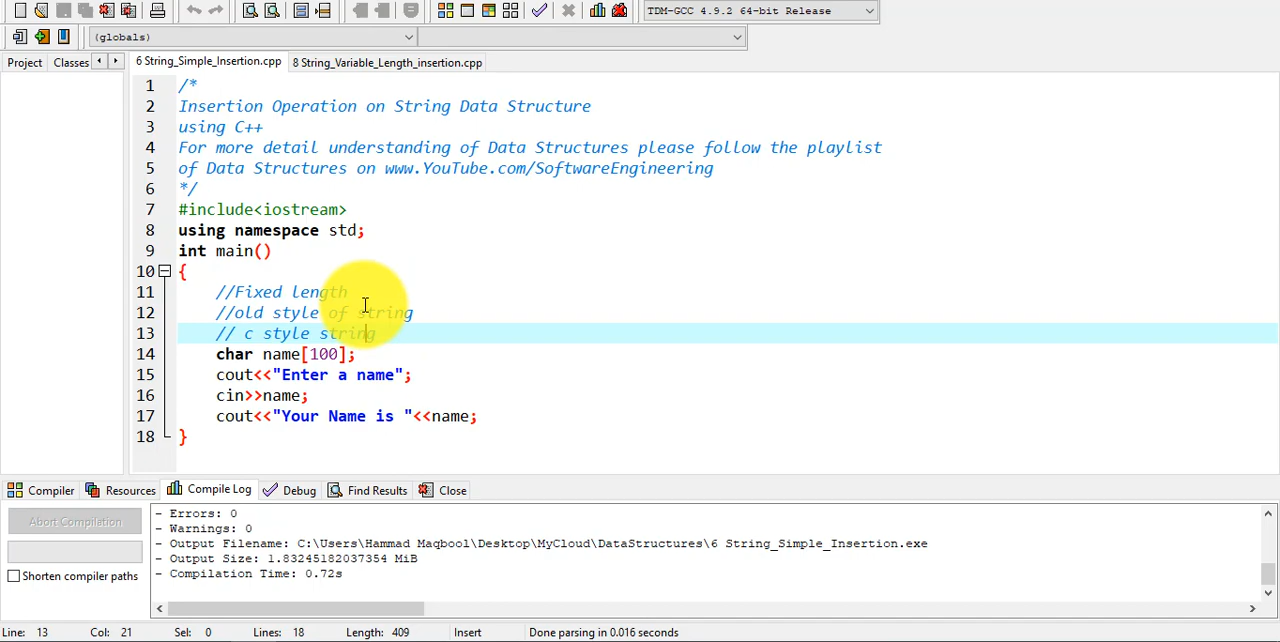 TDM-GCC 4.9.2 64-bit Release
(globals)
Project Classes 6 String_Simple_Insertion.cpp 8 String_Variable_Length_insertion.cpp
1 /*
2 Insertion Operation on String Data Structure
3 using C++
4 For more detail understanding of Data Structures please follow the playlist
5 of Data Structures on www.YouTube.com/SoftwareEngineering
6 */
7 #include<iostream>
8 using namespace std;
9 int main()
10 {
11 //Fixed length
12 //old style of string
13 // c style string
14 char name[100];
15 cout<<"Enter a name";
16 cin>>name;
17 cout<<"Your Name is "<<name;
18 }
Compiler Resources Compile Log Debug Find Results Close
Abort Compilation
Shorten compiler paths
- Errors: 0
- Warnings: 0
- Output Filename: C:\Users\Hammad Maqbool\Desktop\MyCloud\DataStructures\6 String_Simple_Insertion.exe
- Output Size: 1.83245182037354 MiB
- Compilation Time: 0.72s
Line: 13 Col: 21 Sel: 0 Lines: 18 Length: 409 Insert Done parsing in 0.016 seconds